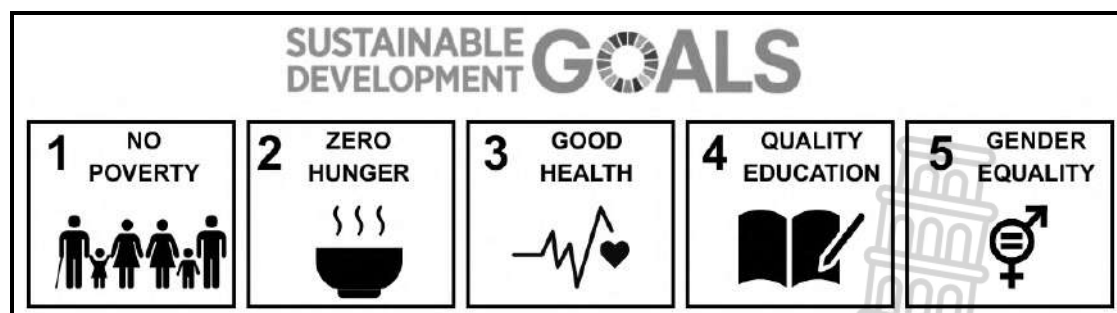 SUSTAINABLE
DEVELOPMENT GOALS
1 NO
POVERTY
2 ZERO
HUNGER
3 GOOD
HEALTH
4 QUALITY
EDUCATION
5 GENDER
EQUALITY